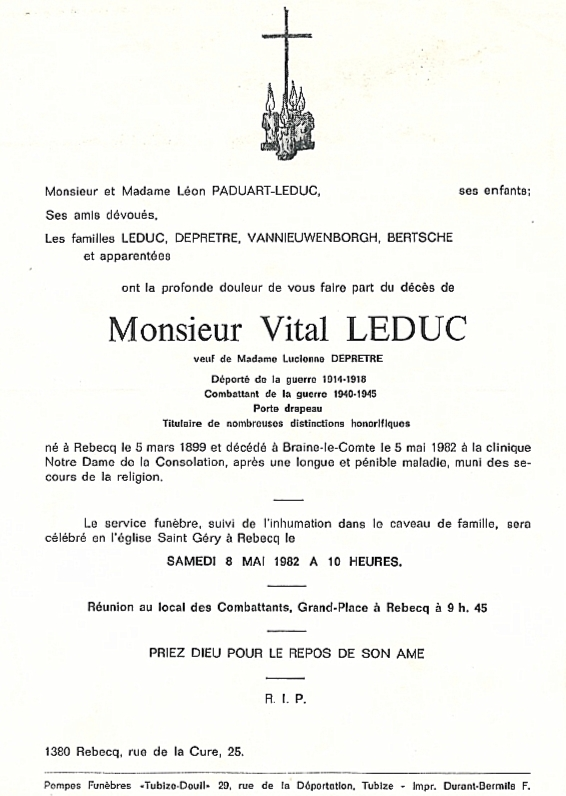 Monsieur et Madame Léon PADUART-LEDUC, ses enfants;
Ses amis dévoués,
Les familles LEDUC, DEPRETRE, VANNIEUWENBORGH, BERTSCHE
et apparentées
ont la profonde douleur de vous faire part du décès de
Monsieur Vital LEDUC
veuf de Madame Lucienne DEPRETRE
Déporté de la guerre 1914-1918
Combattant de la guerre 1940-1945
Porte drapeau
Titulaire de nombreuses distinctions honorifiques
né à Rebecq le 5 mars 1899 et décédé à Braine-le-Comte le 5 mai 1982 à la clinique
Notre Dame de la Consolation, après une longue et pénible maladie, muni des se-
cours de la religion.
Le service funèbre, suivi de l'inhumation dans le caveau de famille, sera
célébré en l'église Saint Géry à Rebecq le
SAMEDI 8 MAI 1982 A 10 HEURES.
Réunion au local des Combattants, Grand-Place à Rebecq à 9 h. 45
PRIEZ DIEU POUR LE REPOS DE SON AME
R. I. P.
1380 Rebecq, rue de la Cure, 25.
Pompes Funèbres «Tubize-Deuil» 29, rue de la Déportation, Tubize - Impr. Durant-Bermils F.